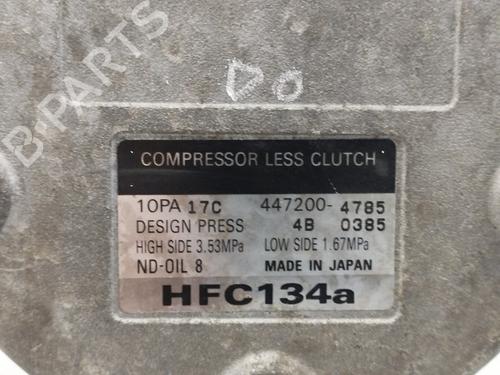 B-PARTS
DO
COMPRESSOR LESS CLUTCH
10PA 17C 447200-4785
DESIGN PRESS 4B 0385
HIGH SIDE 3.53MPa LOW SIDE 1.67MPa
ND-OIL 8 MADE IN JAPAN
HFC134a